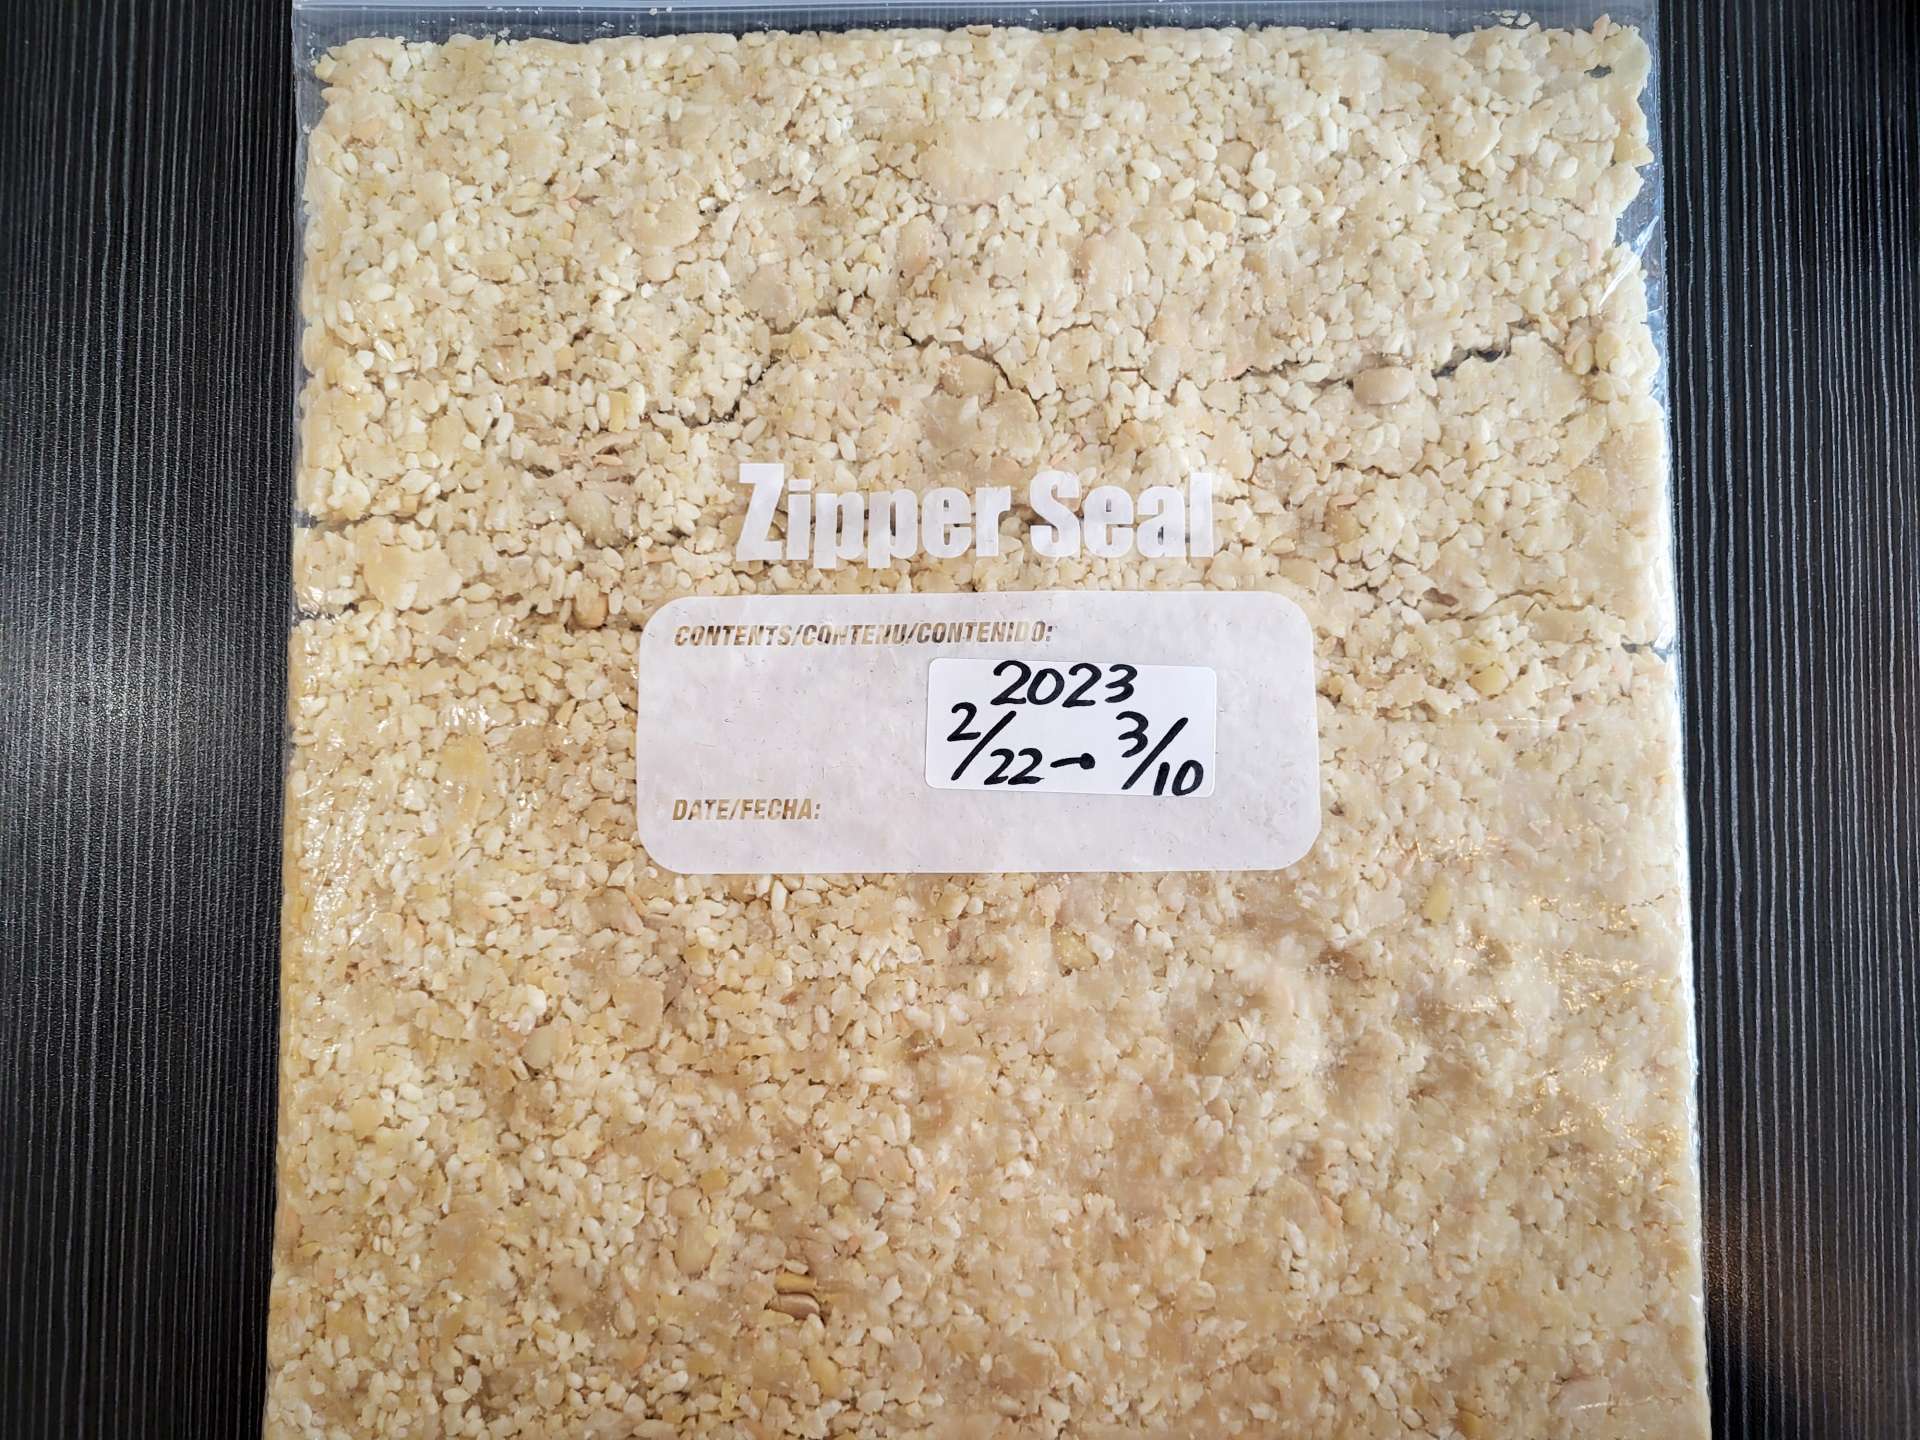 Zipper Seal
CONTENTS/CONTENU/CONTENIDO:
2023
2/22→3/10
DATE/FECHA: